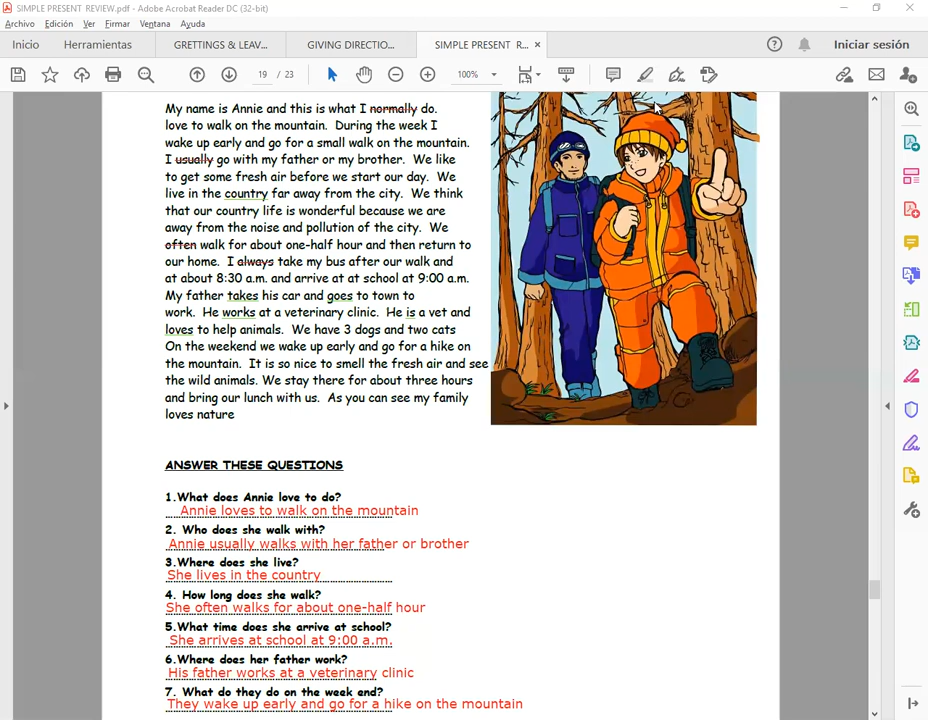 SIMPLE PRESENT REVIEW.pdf - Adobe Acrobat Reader DC (32-bit)
Archivo Edición Ver Firmar Ventana Ayuda
Inicio Herramientas GRETTINGS & LEAV... GIVING DIRECTIO... SIMPLE PRESENT R... × Iniciar sesión
19 / 23 100%
My name is Annie and this is what I normally do.
love to walk on the mountain. During the week I
wake up early and go for a small walk on the mountain.
I usually go with my father or my brother. We like
to get some fresh air before we start our day. We
live in the country far away from the city. We think
that our country life is wonderful because we are
away from the noise and pollution of the city. We
often walk for about one-half hour and then return to
our home. I always take my bus after our walk and
at about 8:30 a.m. and arrive at at school at 9:00 a.m.
My father takes his car and goes to town to
work. He works at a veterinary clinic. He is a vet and
loves to help animals. We have 3 dogs and two cats
On the weekend we wake up early and go for a hike on
the mountain. It is so nice to smell the fresh air and see
the wild animals. We stay there for about three hours
and bring our lunch with us. As you can see my family
loves nature
ANSWER THESE QUESTIONS
1.What does Annie love to do?
Annie loves to walk on the mountain
2. Who does she walk with?
Annie usually walks with her father or brother
3.Where does she live?
She lives in the country
4. How long does she walk?
She often walks for about one-half hour
5.What time does she arrive at school?
She arrives at school at 9:00 a.m.
6.Where does her father work?
His father works at a veterinary clinic
7. What do they do on the week end?
They wake up early and go for a hike on the mountain